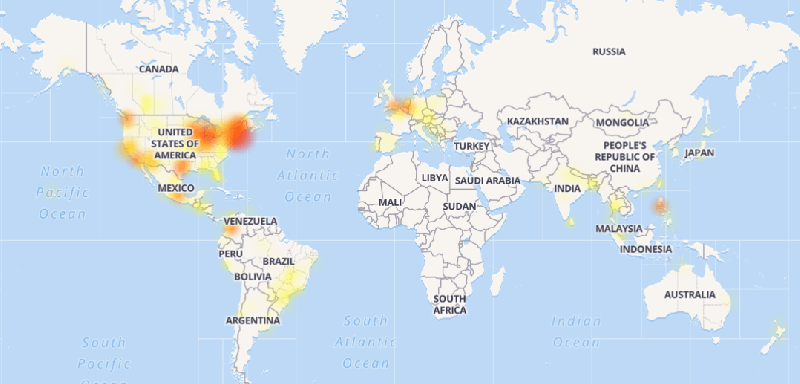 RUSSIA
CANADA
KAZAKHSTAN
MONGOLIA
UNITED
STATES OF
AMERICA
TURKEY
PEOPLE'S
REPUBLIC OF
CHINA
JAPAN
North
Atlantic
Ocean
North
Pacific
Ocean
LIBYA
SAUDI ARABIA
MEXICO
INDIA
MALI
SUDAN
VENEZUELA
MALAYSIA
INDONESIA
PERU
BRAZIL
BOLIVIA
AUSTRALIA
SOUTH
AFRICA
ARGENTINA
South
Atlantic
Ocean
Indian
Ocean
South
Pacific